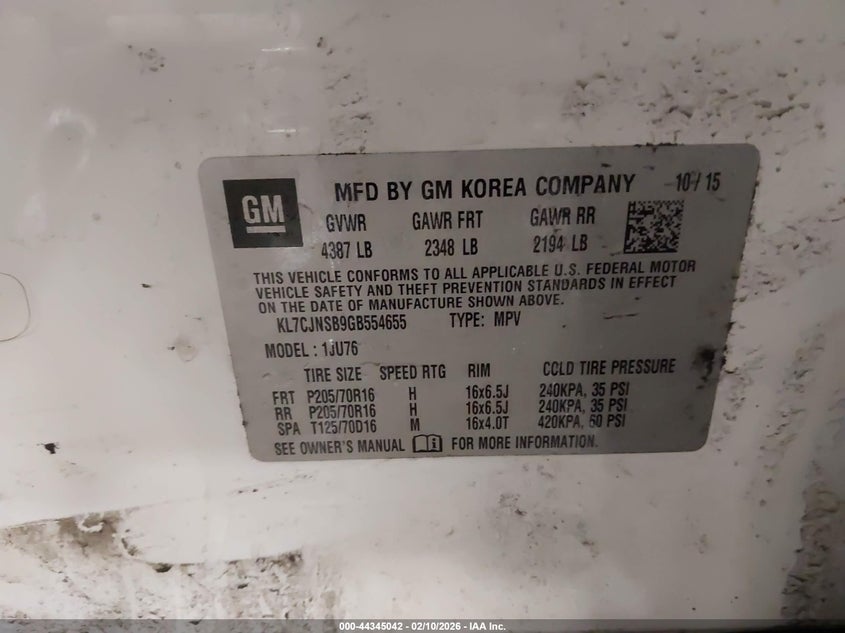 GM
MFD BY GM KOREA COMPANY 10 / 15
GVWR GAWR FRT GAWR RR
4387 LB 2348 LB 2194 LB
THIS VEHICLE CONFORMS TO ALL APPLICABLE U.S. FEDERAL MOTOR
VEHICLE SAFETY AND THEFT PREVENTION STANDARDS IN EFFECT
ON THE DATE OF MANUFACTURE SHOWN ABOVE.
KL7CJNSB9GB554655 TYPE: MPV
MODEL : 1JU76
TIRE SIZE SPEED RTG RIM COLD TIRE PRESSURE
FRT P205/70R16 H 16x6.5J 240KPA, 35 PSI
RR P205/70R16 H 16x6.5J 240KPA, 35 PSI
SPA T125/70D16 M 16x4.0T 420KPA, 60 PSI
SEE OWNER'S MANUAL FOR MORE INFORMATION.
000-44345042 - 02/10/2026 - IAA Inc.